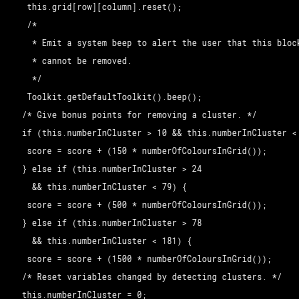 this.grid[row][column].reset();
/*
* Emit a system beep to alert the user that this block
* cannot be removed.
*/
Toolkit.getDefaultToolkit().beep();
/* Give bonus points for removing a cluster. */
if (this.numberInCluster > 10 && this.numberInCluster <
score = score + (150 * numberOfColoursInGrid());
} else if (this.numberInCluster > 24
&& this.numberInCluster < 79) {
score = score + (500 * numberOfColoursInGrid());
} else if (this.numberInCluster > 78
&& this.numberInCluster < 181) {
score = score + (1500 * numberOfColoursInGrid());
/* Reset variables changed by detecting clusters. */
this.numberInCluster = 0;